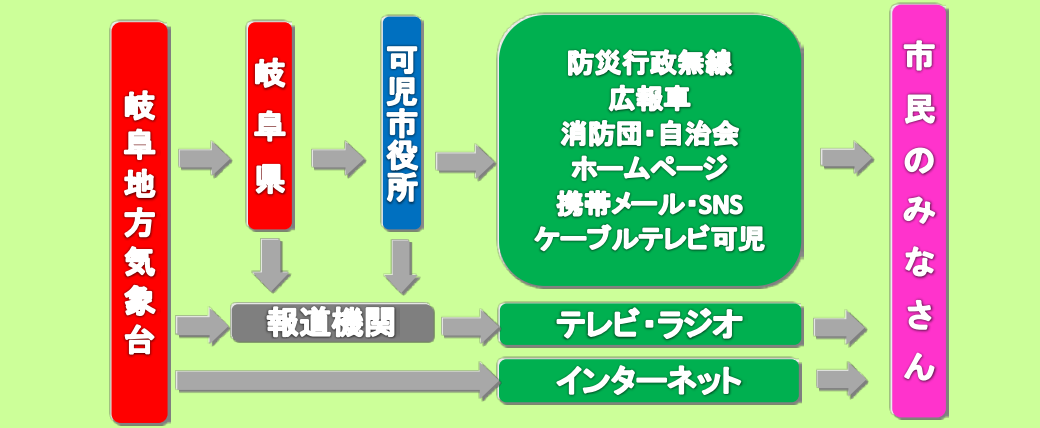 岐阜地方気象台
岐阜県
可児市役所
防災行政無線
広報車
消防団・自治会
ホームページ
携帯メール・SNS
ケーブルテレビ可児
市民のみなさん
報道機関
テレビ・ラジオ
インターネット